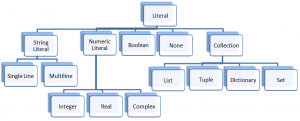 Literal
String Literal
Numeric Literal
Boolean
None
Collection
Single Line
Multiline
List
Tuple
Dictionary
Set
Integer
Real
Complex